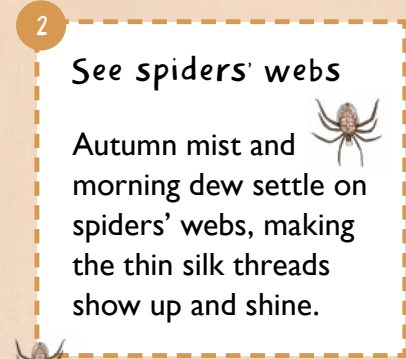 2
See spiders' webs
Autumn mist and
morning dew settle on
spiders’ webs, making
the thin silk threads
show up and shine.